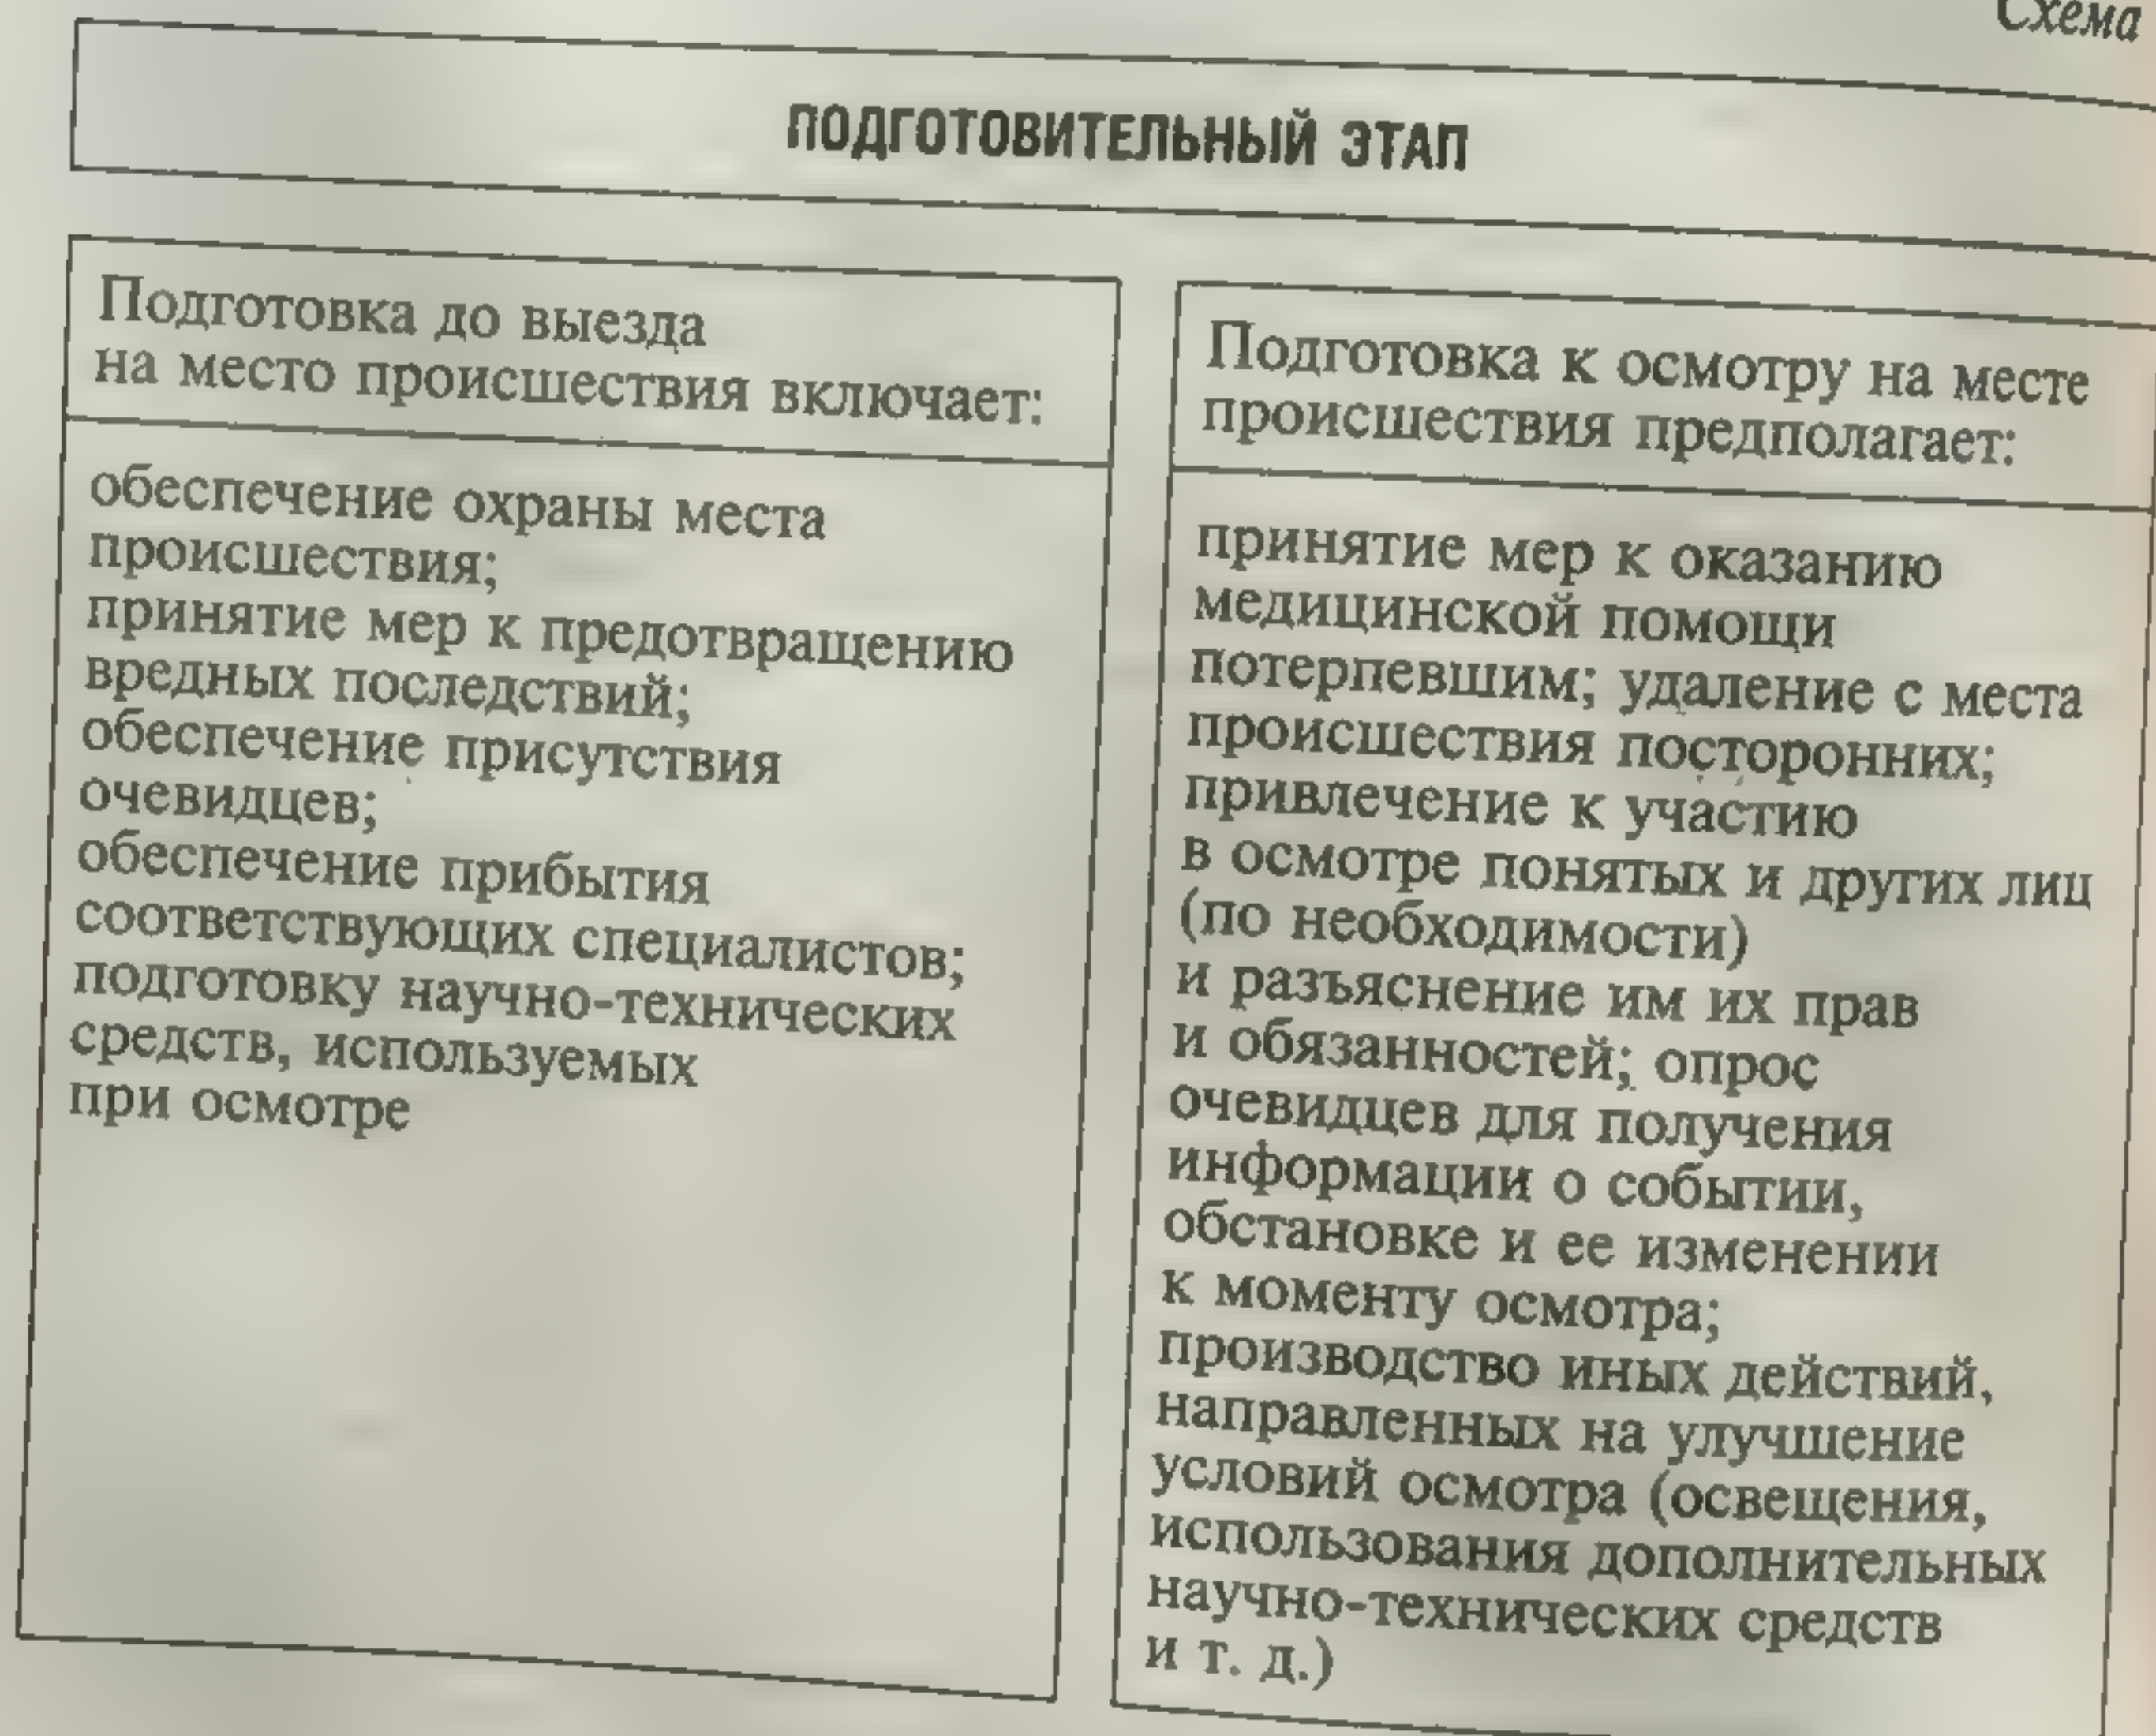 Схема
ПОДГОТОВИТЕЛЬНЫЙ ЭТАП
Подготовка до выезда
на место происшествия включает:
обеспечение охраны места
происшествия;
принятие мер к предотвращению
вредных последствий;
обеспечение присутствия
очевидцев;
обеспечение прибытия
соответствующих специалистов;
подготовку научно-технических
средств, используемых
при осмотре
Подготовка к осмотру на месте
происшествия предполагает:
принятие мер к оказанию
медицинской помощи
потерпевшим; удаление с места
происшествия посторонних;
привлечение к участию
в осмотре понятых и других лиц
(по необходимости)
и разъяснение им их прав
и обязанностей; опрос
очевидцев для получения
информации о событии,
обстановке и ее изменении
к моменту осмотра;
производство иных действий,
направленных на улучшение
условий осмотра (освещения,
использования дополнительных
научно-технических средств
и т. д.)